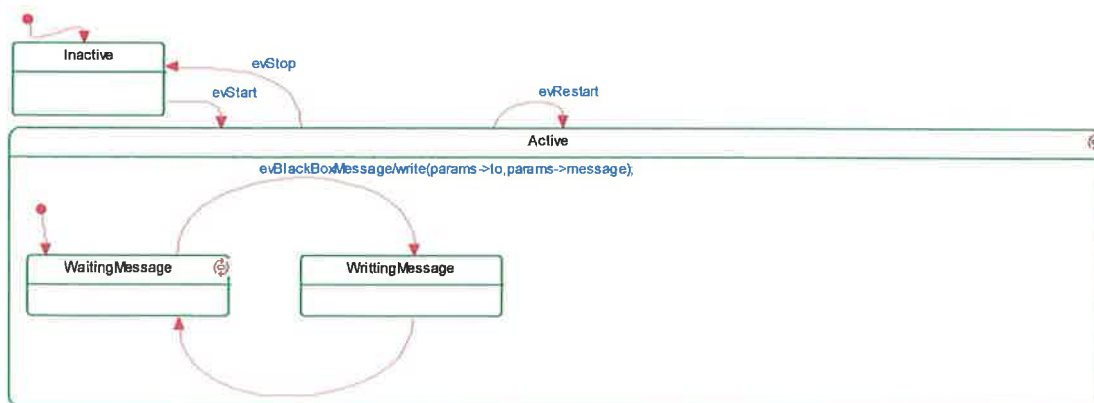 Inactive
evStop
evStart
evRestart
Active
evBlackBoxMessage/write(params->to,params->message);
WaitingMessage
WrittingMessage